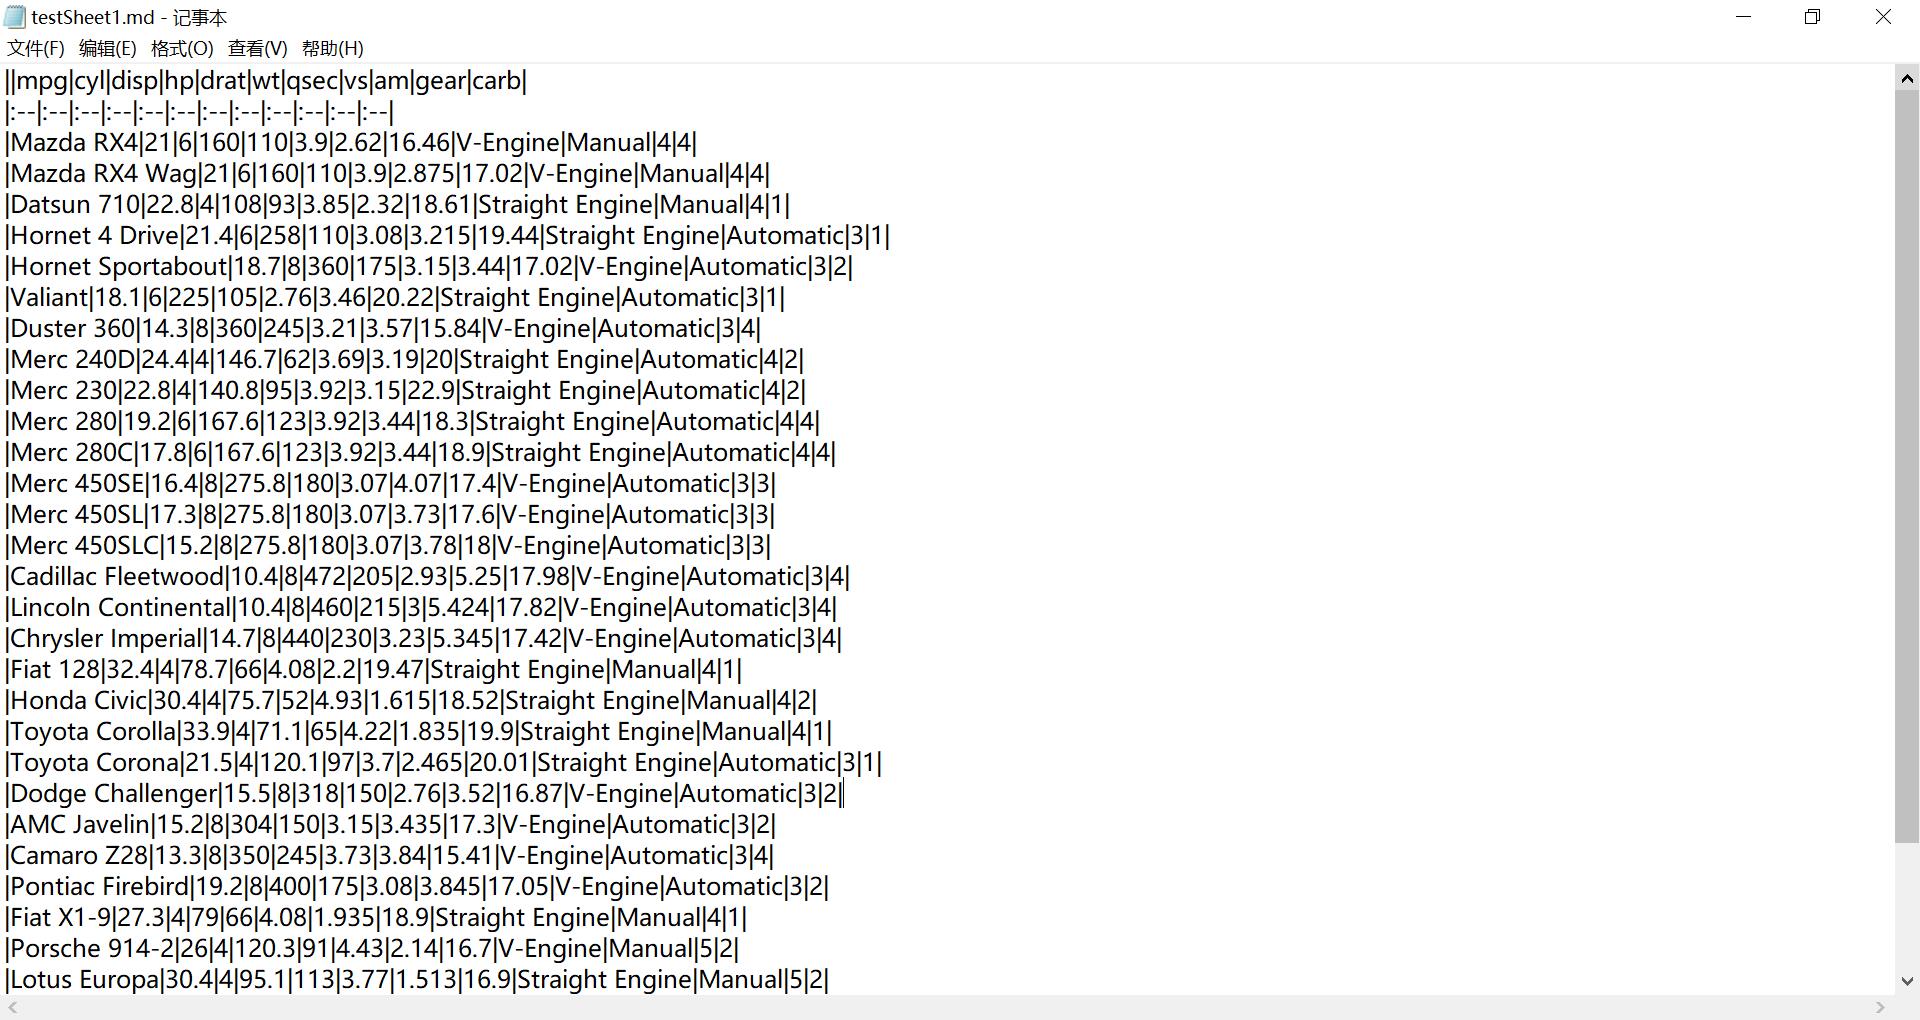 testSheet1.md - 记事本
文件(F) 编辑(E) 格式(O) 查看(V) 帮助(H)
||mpg|cyl|disp|hp|drat|wt|qsec|vs|am|gear|carb|
|:--|:--|:--|:--|:--|:--|:--|:--|:--|:--|:--|:--|
|Mazda RX4|21|6|160|110|3.9|2.62|16.46|V-Engine|Manual|4|4|
|Mazda RX4 Wag|21|6|160|110|3.9|2.875|17.02|V-Engine|Manual|4|4|
|Datsun 710|22.8|4|108|93|3.85|2.32|18.61|Straight Engine|Manual|4|1|
|Hornet 4 Drive|21.4|6|258|110|3.08|3.215|19.44|Straight Engine|Automatic|3|1|
|Hornet Sportabout|18.7|8|360|175|3.15|3.44|17.02|V-Engine|Automatic|3|2|
|Valiant|18.1|6|225|105|2.76|3.46|20.22|Straight Engine|Automatic|3|1|
|Duster 360|14.3|8|360|245|3.21|3.57|15.84|V-Engine|Automatic|3|4|
|Merc 240D|24.4|4|146.7|62|3.69|3.19|20|Straight Engine|Automatic|4|2|
|Merc 230|22.8|4|140.8|95|3.92|3.15|22.9|Straight Engine|Automatic|4|2|
|Merc 280|19.2|6|167.6|123|3.92|3.44|18.3|Straight Engine|Automatic|4|4|
|Merc 280C|17.8|6|167.6|123|3.92|3.44|18.9|Straight Engine|Automatic|4|4|
|Merc 450SE|16.4|8|275.8|180|3.07|4.07|17.4|V-Engine|Automatic|3|3|
|Merc 450SL|17.3|8|275.8|180|3.07|3.73|17.6|V-Engine|Automatic|3|3|
|Merc 450SLC|15.2|8|275.8|180|3.07|3.78|18|V-Engine|Automatic|3|3|
|Cadillac Fleetwood|10.4|8|472|205|2.93|5.25|17.98|V-Engine|Automatic|3|4|
|Lincoln Continental|10.4|8|460|215|3|5.424|17.82|V-Engine|Automatic|3|4|
|Chrysler Imperial|14.7|8|440|230|3.23|5.345|17.42|V-Engine|Automatic|3|4|
|Fiat 128|32.4|4|78.7|66|4.08|2.2|19.47|Straight Engine|Manual|4|1|
|Honda Civic|30.4|4|75.7|52|4.93|1.615|18.52|Straight Engine|Manual|4|2|
|Toyota Corolla|33.9|4|71.1|65|4.22|1.835|19.9|Straight Engine|Manual|4|1|
|Toyota Corona|21.5|4|120.1|97|3.7|2.465|20.01|Straight Engine|Automatic|3|1|
|Dodge Challenger|15.5|8|318|150|2.76|3.52|16.87|V-Engine|Automatic|3|2|
|AMC Javelin|15.2|8|304|150|3.15|3.435|17.3|V-Engine|Automatic|3|2|
|Camaro Z28|13.3|8|350|245|3.73|3.84|15.41|V-Engine|Automatic|3|4|
|Pontiac Firebird|19.2|8|400|175|3.08|3.845|17.05|V-Engine|Automatic|3|2|
|Fiat X1-9|27.3|4|79|66|4.08|1.935|18.9|Straight Engine|Manual|4|1|
|Porsche 914-2|26|4|120.3|91|4.43|2.14|16.7|V-Engine|Manual|5|2|
|Lotus Europa|30.4|4|95.1|113|3.77|1.513|16.9|Straight Engine|Manual|5|2|